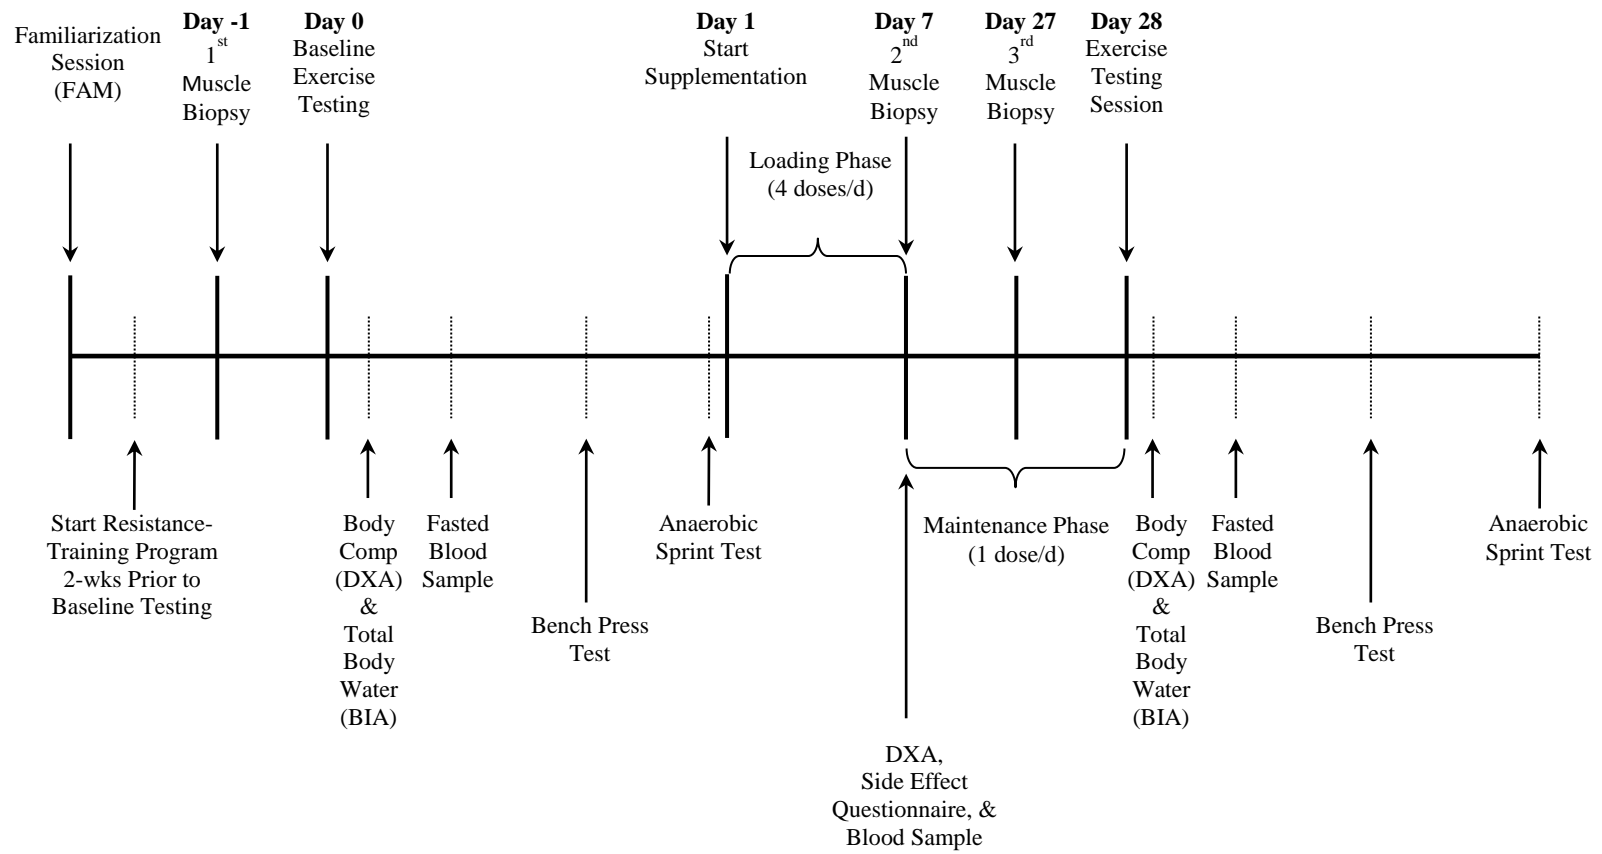 Familiarization
Session
(FAM)
Day -1
1st
Muscle
Biopsy
Day 0
Baseline
Exercise
Testing
Day 1
Start
Supplementation
Day 7
2nd
Muscle
Biopsy
Day 27
3rd
Muscle
Biopsy
Day 28
Exercise
Testing
Session
Loading Phase
(4 doses/d)
Start Resistance-
Training Program
2-wks Prior to
Baseline Testing
Body
Comp
(DXA)
&
Total
Body
Water
(BIA)
Fasted
Blood
Sample
Bench Press
Test
Anaerobic
Sprint Test
DXA,
Side Effect
Questionnaire, &
Blood Sample
Maintenance Phase
(1 dose/d)
Body
Comp
(DXA)
&
Total
Body
Water
(BIA)
Fasted
Blood
Sample
Bench Press
Test
Anaerobic
Sprint Test